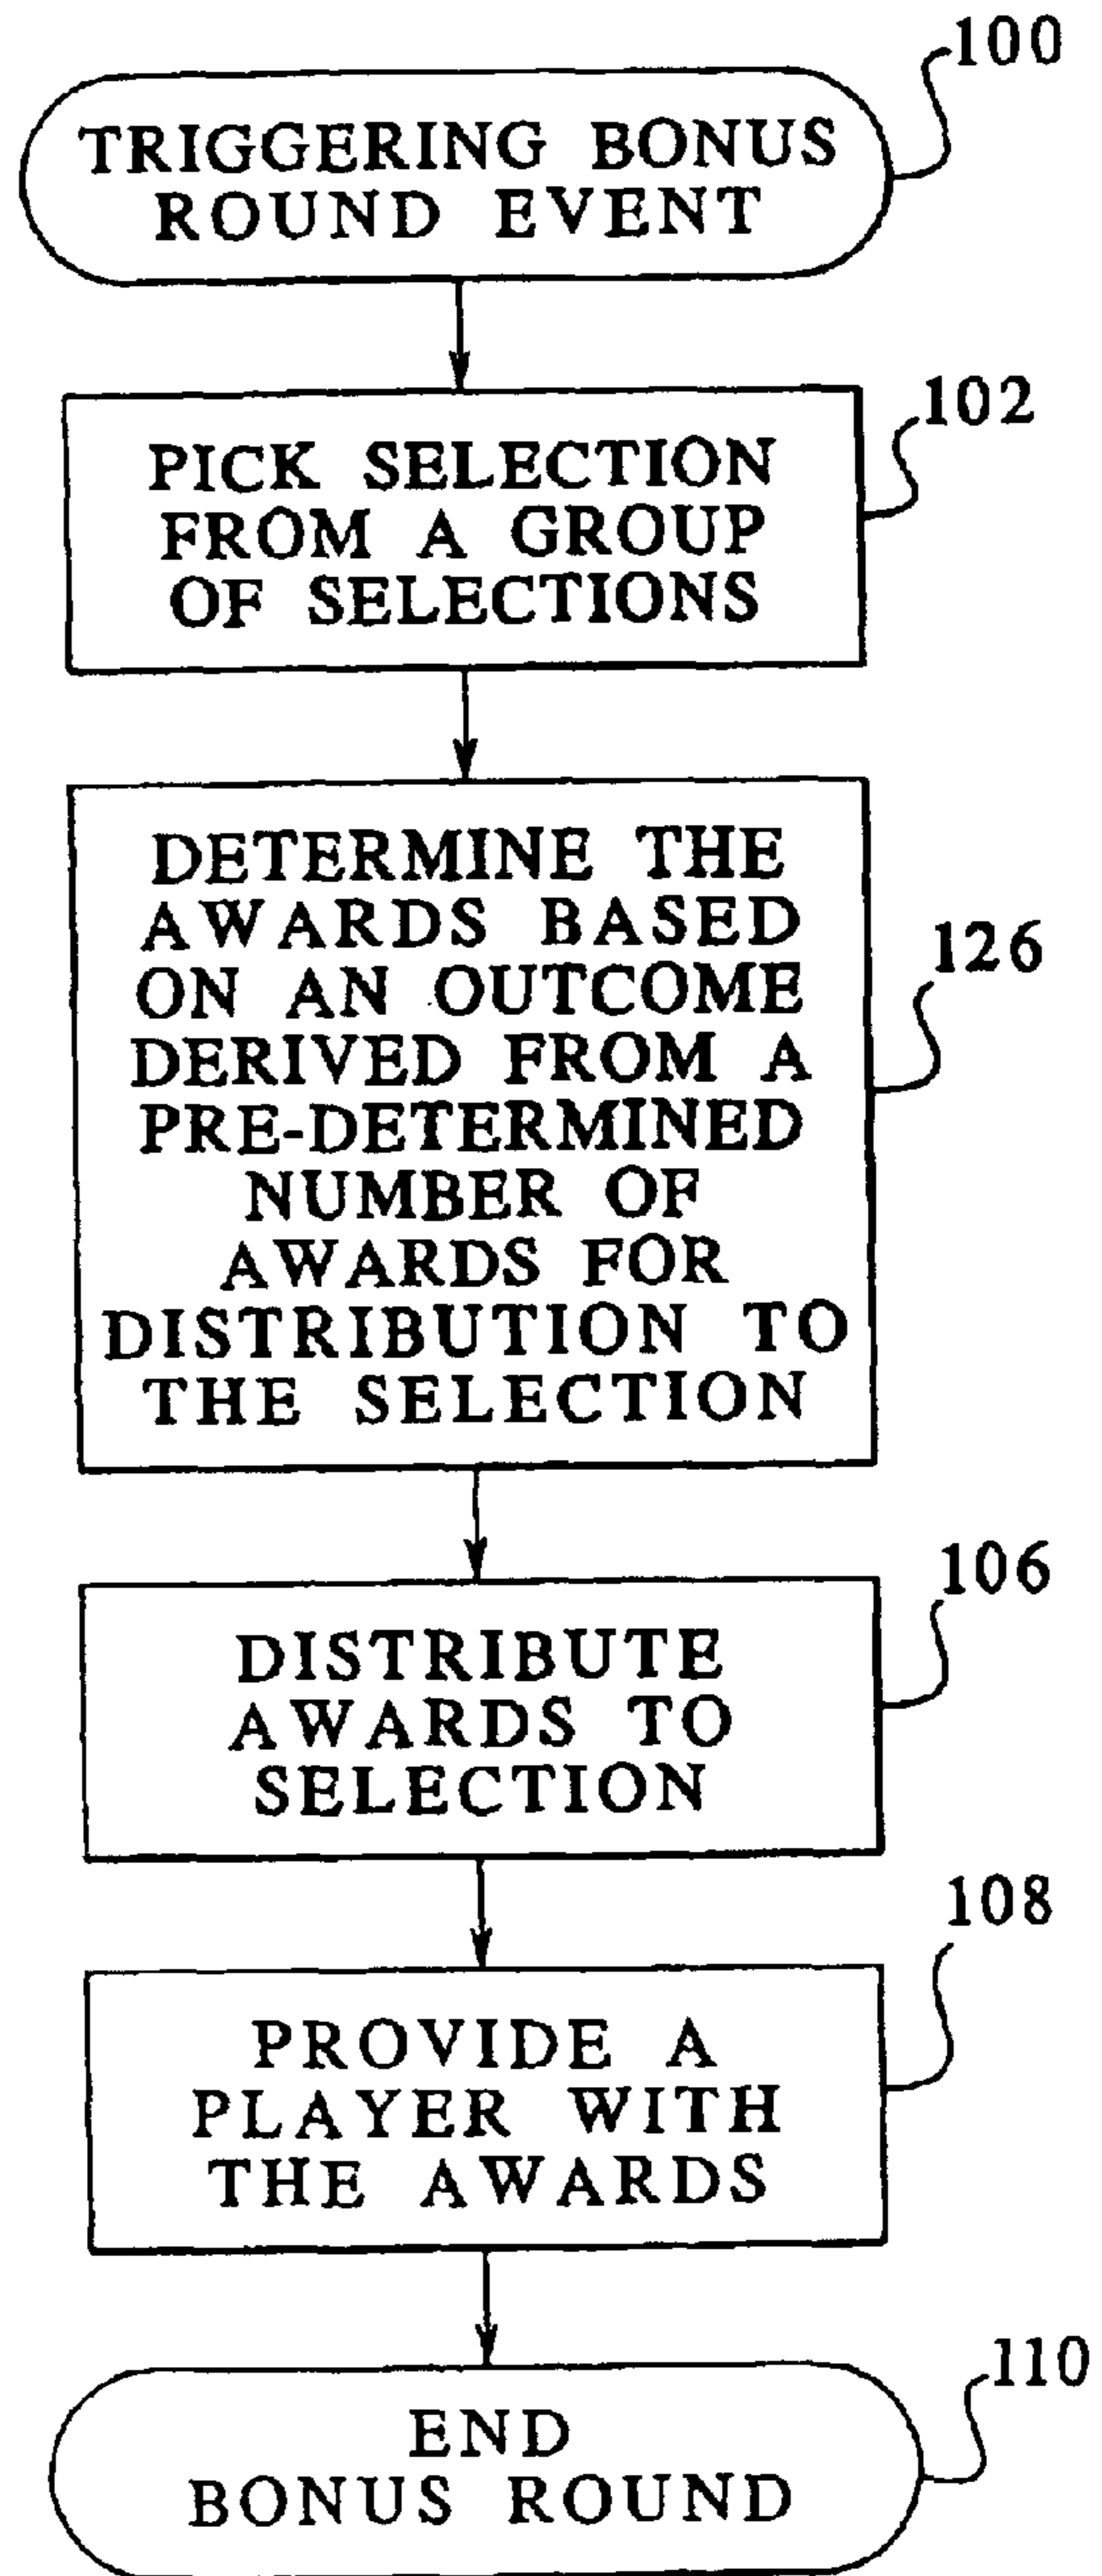 100
TRIGGERING BONUS
ROUND EVENT
102
PICK SELECTION
FROM A GROUP
OF SELECTIONS
126
DETERMINE THE
AWARDS BASED
ON AN OUTCOME
DERIVED FROM A
PRE-DETERMINED
NUMBER OF
AWARDS FOR
DISTRIBUTION TO
THE SELECTION
106
DISTRIBUTE
AWARDS TO
SELECTION
108
PROVIDE A
PLAYER WITH
THE AWARDS
110
END
BONUS ROUND